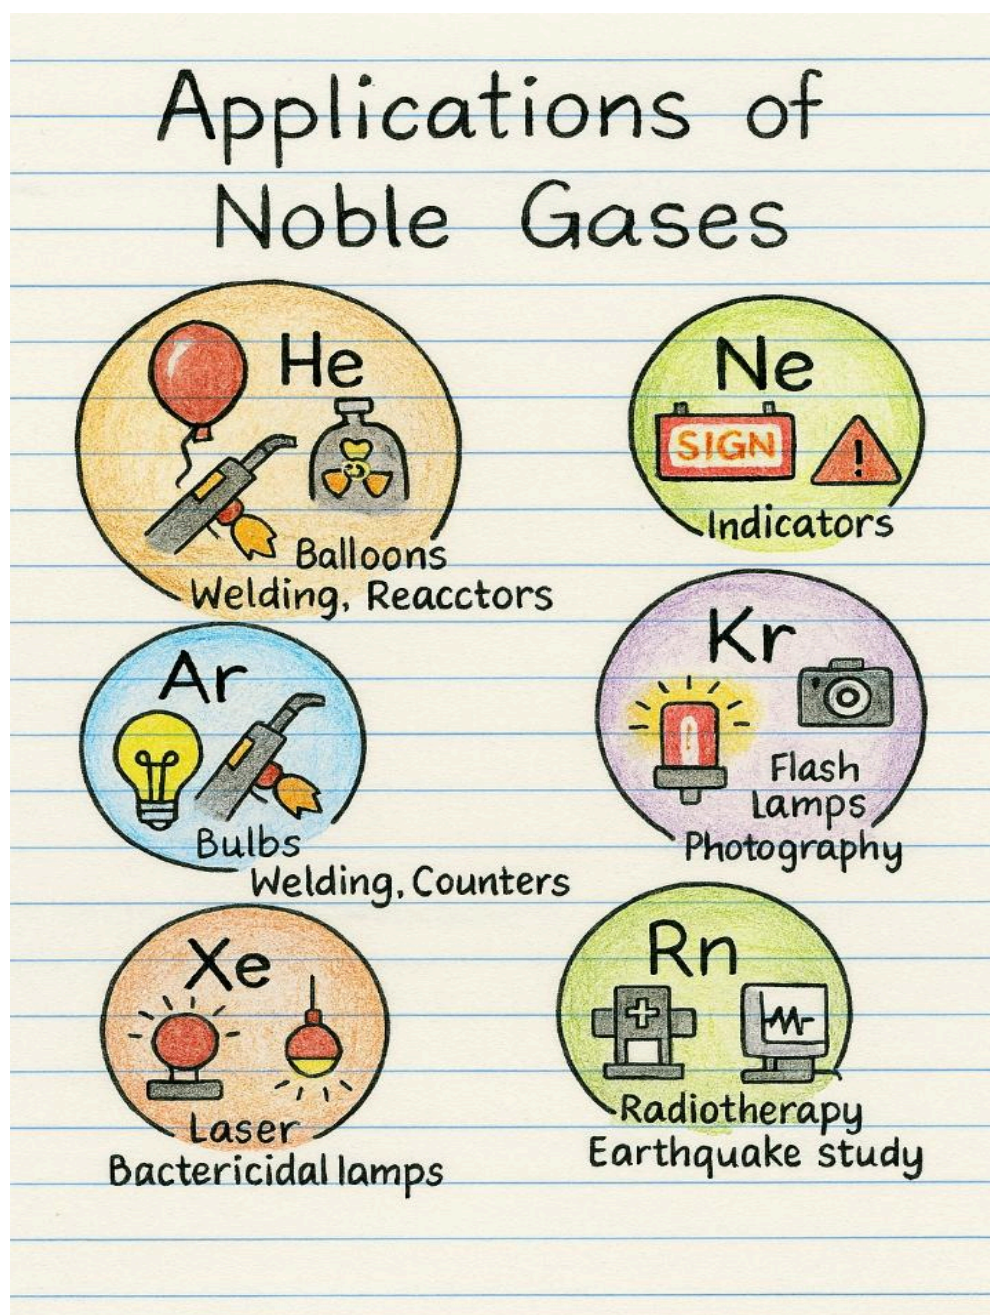 Applications of
Noble Gases
He
Balloons
Welding, Reacctors
Ne
SIGN
!
Indicators
Ar
Bulbs
Welding, Counters
Kr
Flash
Lamps
Photography
Xe
Laser
Bactericidal lamps
Rn
Radiotherapy
Earthquake study